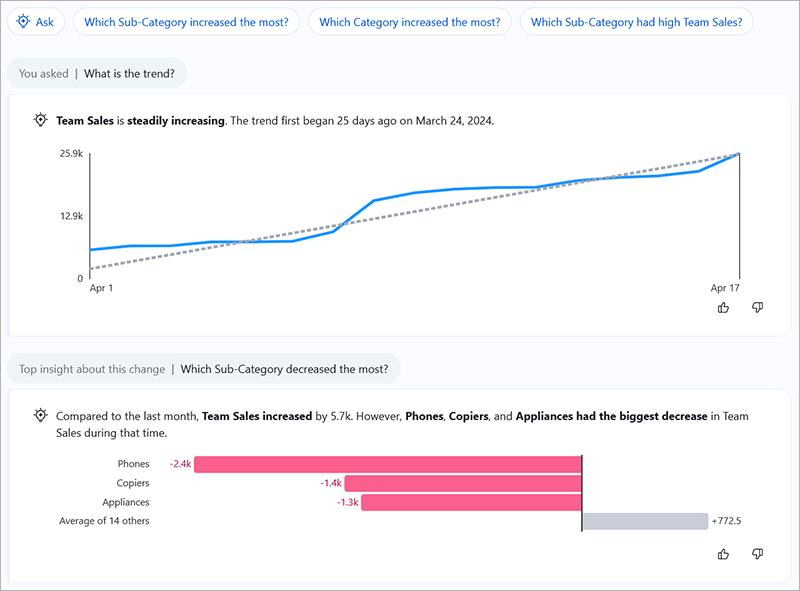 Ask
Which Sub-Category increased the most?
Which Category increased the most?
Which Sub-Category had high Team Sales?
You asked | What is the trend?
Team Sales is steadily increasing. The trend first began 25 days ago on March 24, 2024.
25.9k
12.9k
0
Apr 1
Apr 17
Top insight about this change | Which Sub-Category decreased the most?
Compared to the last month, Team Sales increased by 5.7k. However, Phones, Copiers, and Appliances had the biggest decrease in Team
Sales during that time.
Phones -2.4k
Copiers -1.4k
Appliances -1.3k
Average of 14 others +772.5